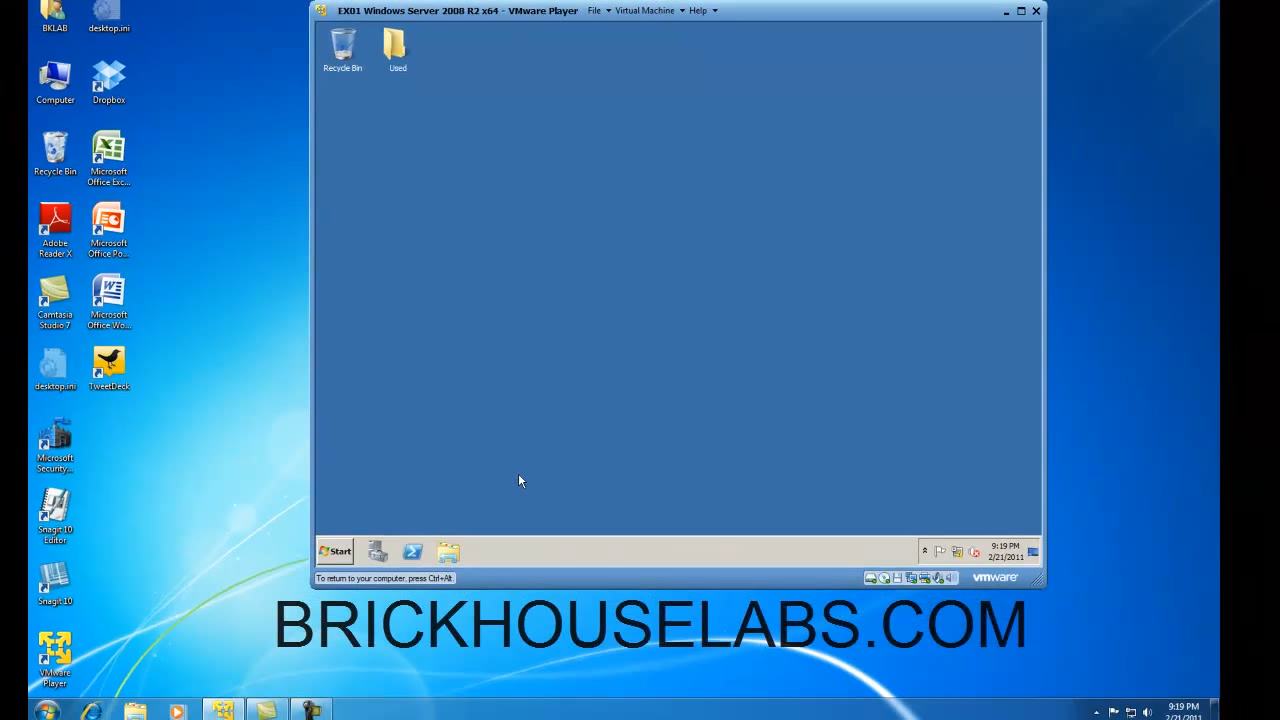 EX01 Windows Server 2008 R2 x64 - VMware Player File Virtual Machine Help
Recycle Bin
Used
BKLAB
desktop.ini
Computer
Dropbox
Recycle Bin
Microsoft
Office Exc...
Adobe
Reader X
Microsoft
Office Po...
Camtasia
Studio 7
Microsoft
Office Wo...
desktop.ini
TweetDeck
Microsoft
Security...
Snagit 10
Editor
Snagit 10
VMware
Player
Start
9:19 PM
2/21/2011
To return to your computer, press Ctrl+Alt.
vmware
BRICKHOUSELABS.COM
9:19 PM
2/21/2011